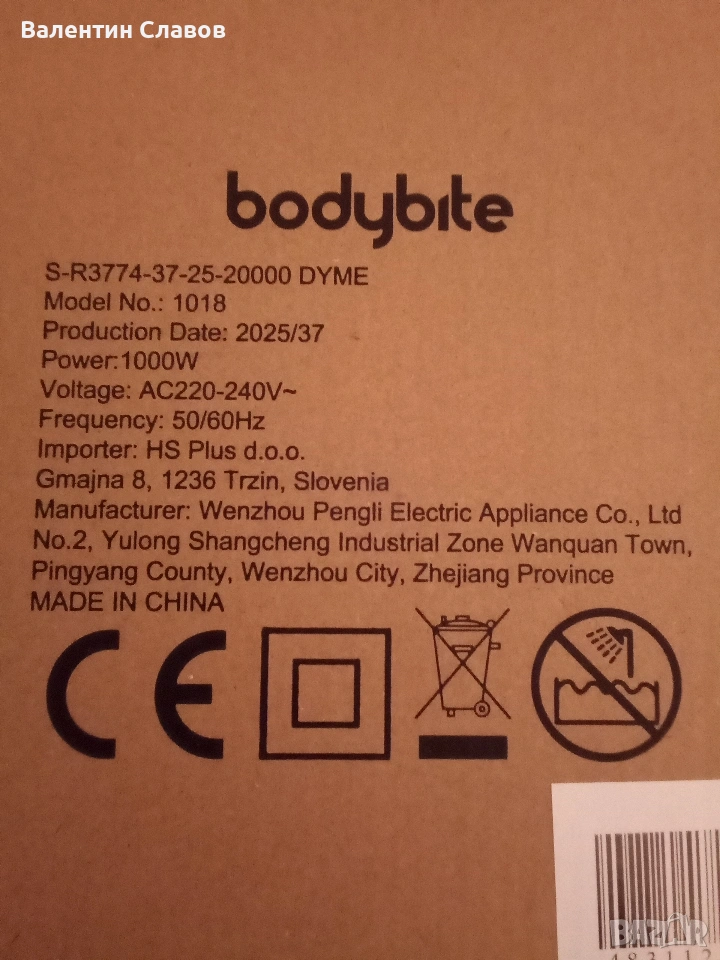 Валентин Славов
bodybite
S-R3774-37-25-20000 DYME
Model No.: 1018
Production Date: 2025/37
Power:1000W
Voltage: AC220-240V~
Frequency: 50/60Hz
Importer: HS Plus d.o.o.
Gmajna 8, 1236 Trzin, Slovenia
Manufacturer: Wenzhou Pengli Electric Appliance Co., Ltd
No.2, Yulong Shangcheng Industrial Zone Wanquan Town,
Pingyang County, Wenzhou City, Zhejiang Province
MADE IN CHINA
CE
BAZAR